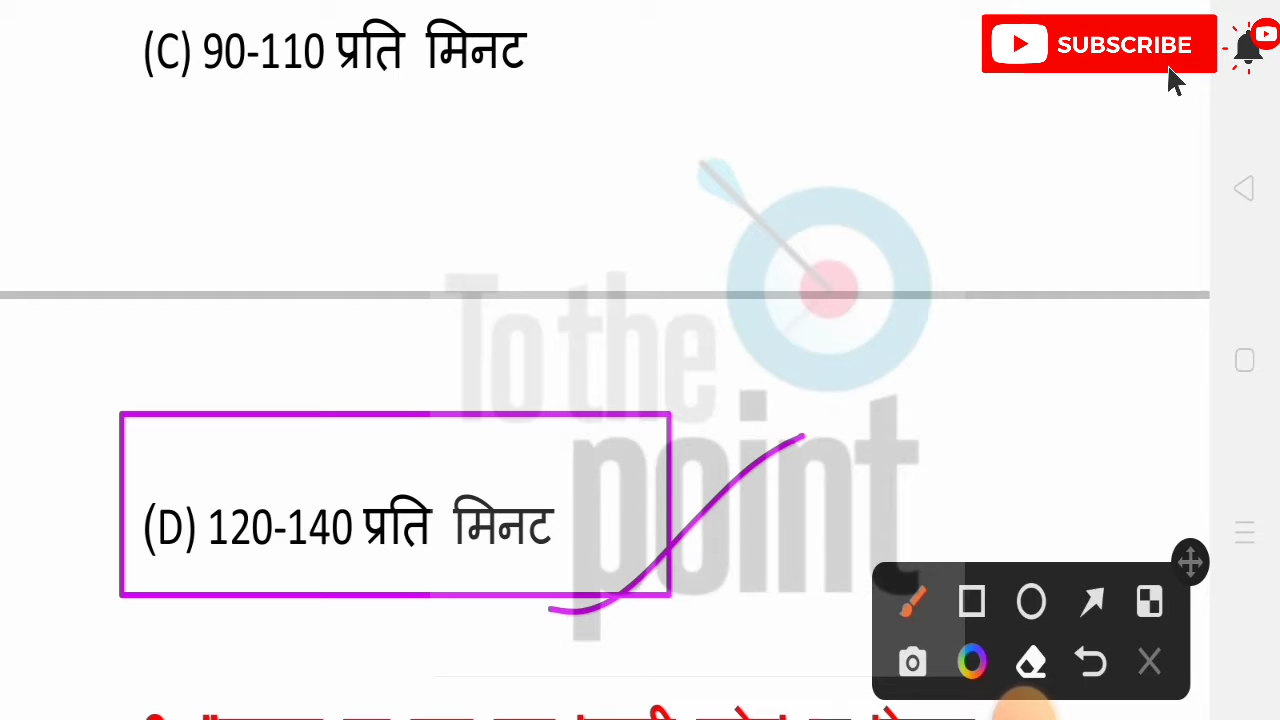 (C) 90-110 प्रति मिनट
SUBSCRIBE
To the
point
(D) 120-140 प्रति मिनट